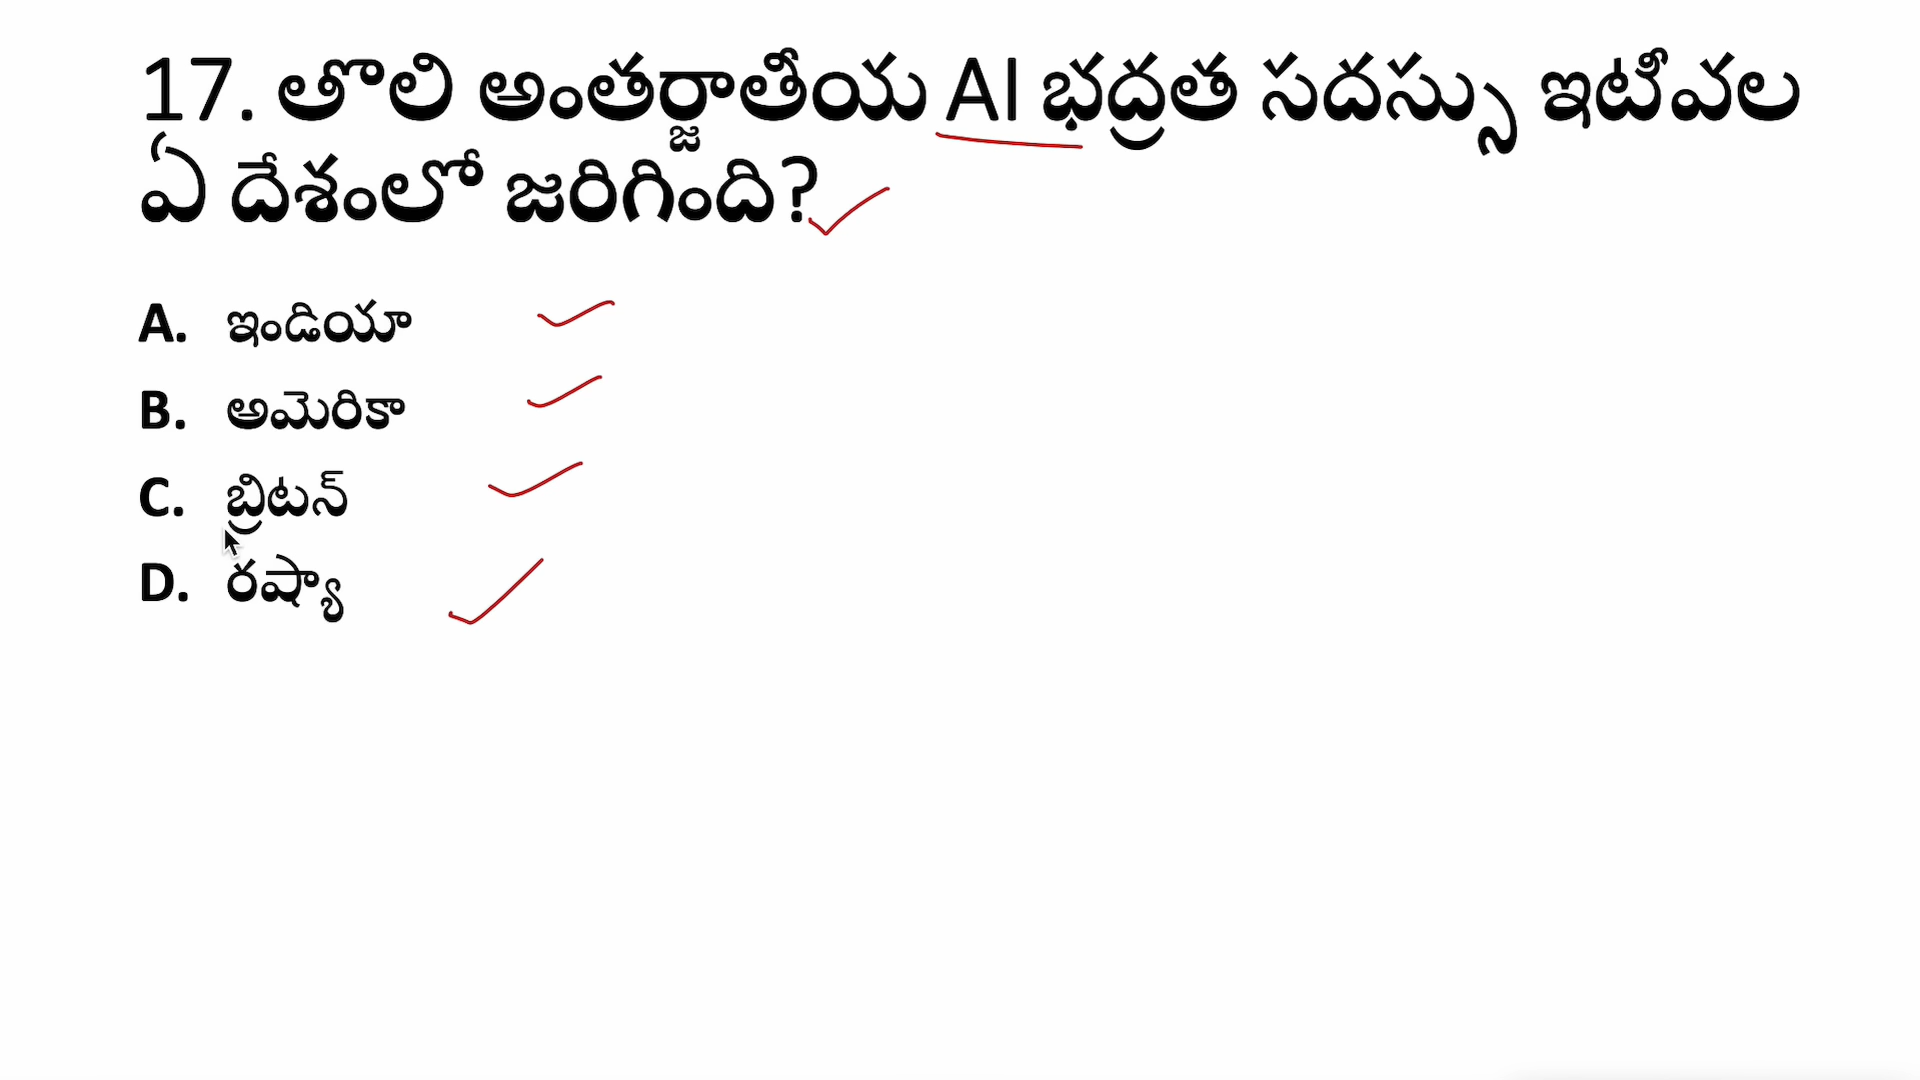 17. తొలి అంతర్జాతీయ AI భద్రత సదస్సు ఇటీవల
ఏ దేశంలో జరిగింది?
A. ఇండియా
B. అమెరికా
C. బ్రిటన్
D. రష్యా